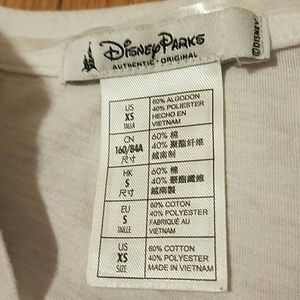 Disney Parks
AUTHENTIC • ORIGINAL
©DISNEY
US
XS
TALLA
60% ALGODON
40% POLIESTER
HECHO EN
VIETNAM
CN
160/84A
尺寸
60% 棉
40% 聚酯纤维
越南制
HK
S
尺寸
60% 棉
40% 聚酯纖維
越南製
EU
S
TAILLE
60% COTON
40% POLYESTER
FABRIQUÉ AU
VIETNAM
US
XS
SIZE
60% COTTON
40% POLYESTER
MADE IN VIETNAM